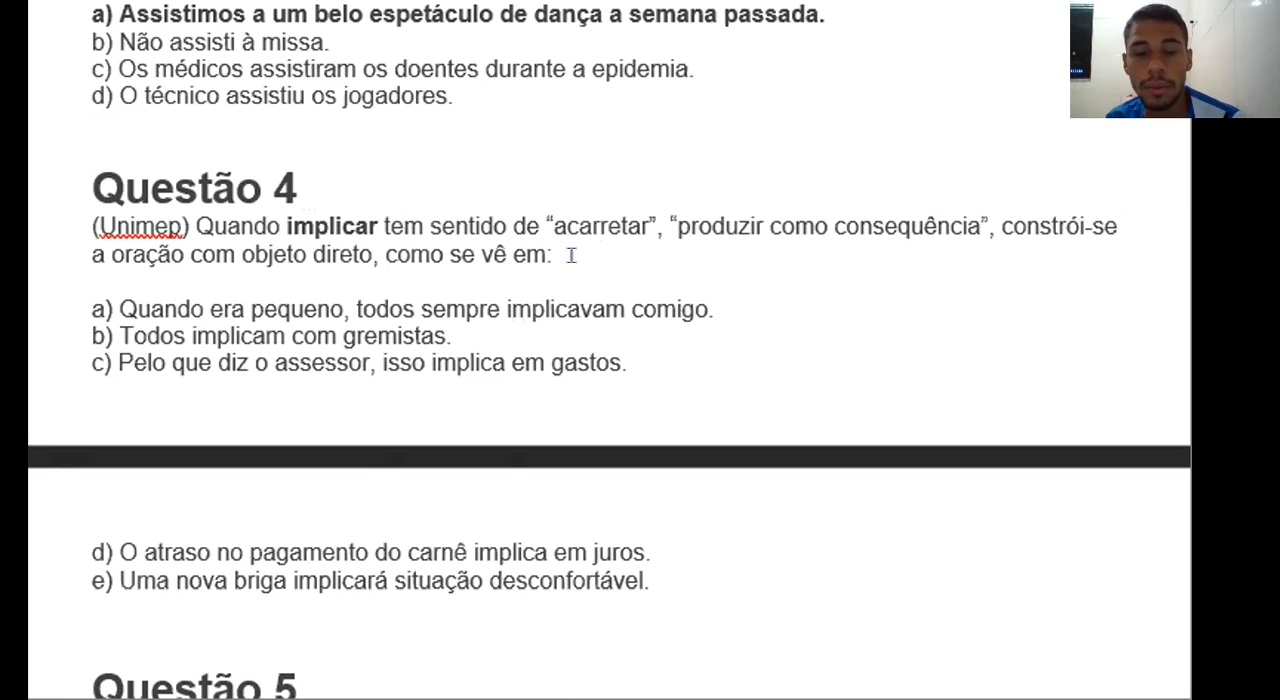 a) Assistimos a um belo espetáculo de dança a semana passada.
b) Não assisti à missa.
c) Os médicos assistiram os doentes durante a epidemia.
d) O técnico assistiu os jogadores.
Questão 4
(Unimep) Quando implicar tem sentido de “acarretar”, “produzir como consequência”, constrói-se
a oração com objeto direto, como se vê em:
a) Quando era pequeno, todos sempre implicavam comigo.
b) Todos implicam com gremistas.
c) Pelo que diz o assessor, isso implica em gastos.
d) O atraso no pagamento do carnê implica em juros.
e) Uma nova briga implicará situação desconfortável.
Questão 5